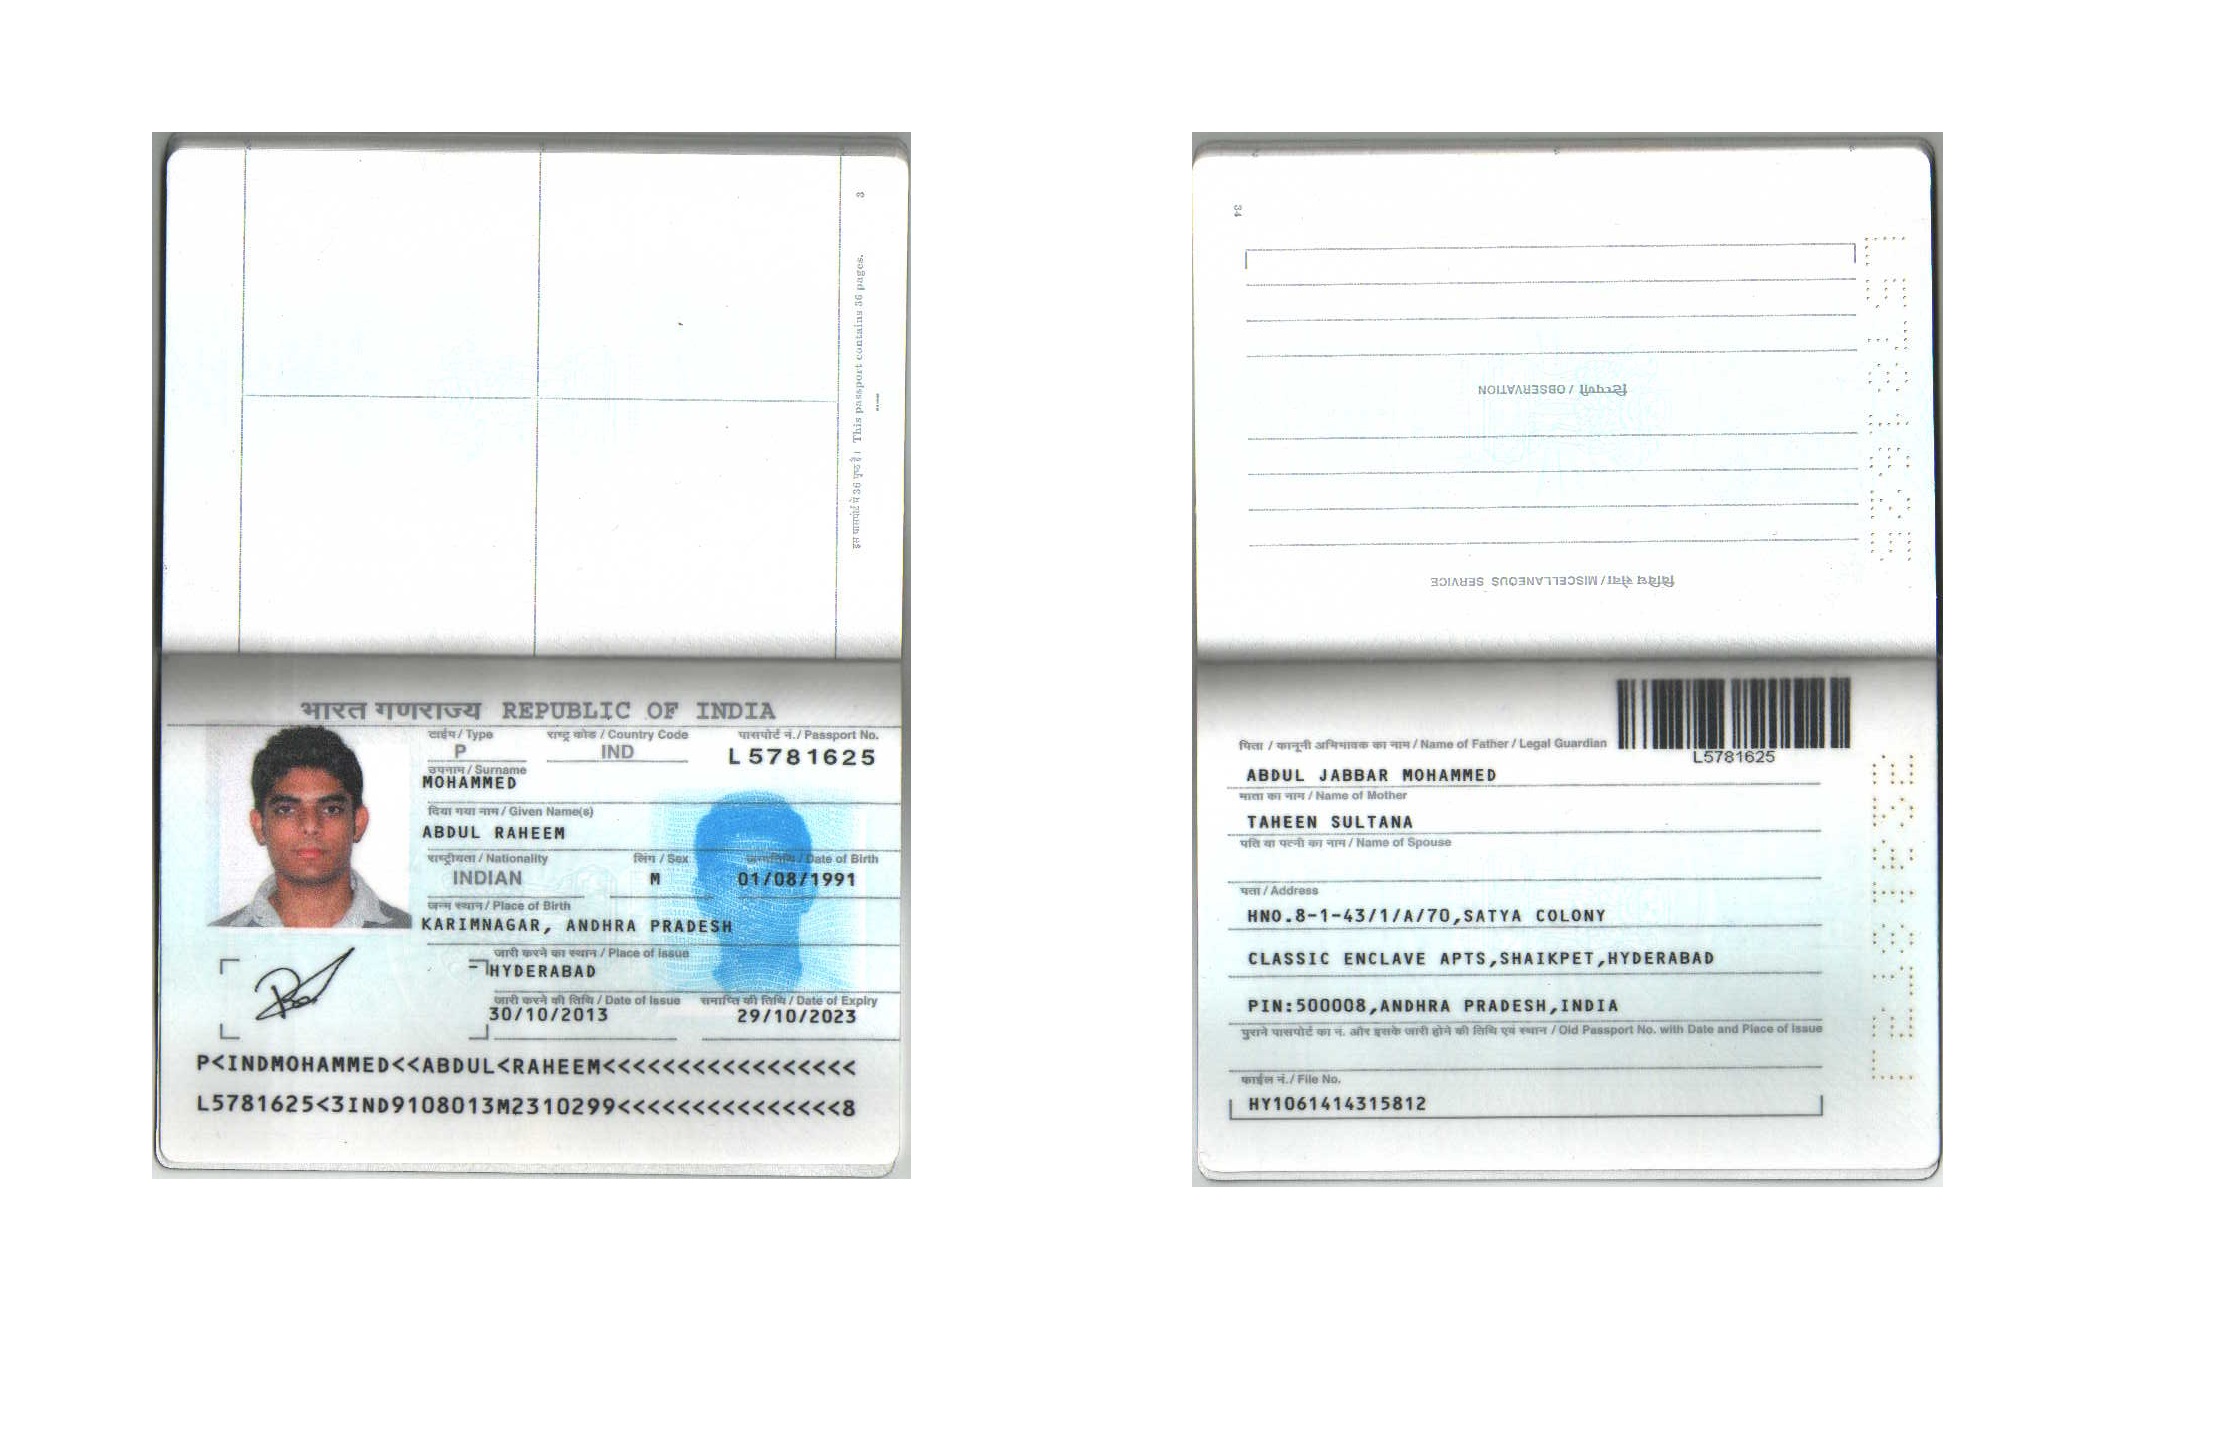 3
इस पासपोर्ट में 36 पृष्ठ हैं । This passport contains 36 pages.
भारत गणराज्य REPUBLIC OF INDIA
टाईप / Type राष्ट्र कोड / Country Code पासपोर्ट नं. / Passport No.
P IND L5781625
उपनाम / Surname
MOHAMMED
दिया गया नाम / Given Name(s)
ABDUL RAHEEM
राष्ट्रीयता / Nationality लिंग / Sex जन्मतिथि / Date of Birth
INDIAN M 01/08/1991
जन्म स्थान / Place of Birth
KARIMNAGAR, ANDHRA PRADESH
जारी करने का स्थान / Place of Issue
HYDERABAD
जारी करने की तिथि / Date of Issue समाप्ति की तिथि / Date of Expiry
30/10/2013 29/10/2023
P<INDMOHAMMED<<ABDUL<RAHEEM<<<<<<<<<<<<<<<<<
L5781625<3IND9108013M2310299<<<<<<<<<<<<<<<8
34
L5781625
टिप्पणी / OBSERVATION
विविध सेवा / MISCELLANEOUS SERVICE
पिता / कानूनी अभिभावक का नाम / Name of Father / Legal Guardian
L5781625
ABDUL JABBAR MOHAMMED
माता का नाम / Name of Mother
TAHEEN SULTANA
पति या पत्नी का नाम / Name of Spouse
पता / Address
HNO.8-1-43/1/A/70,SATYA COLONY
CLASSIC ENCLAVE APTS,SHAIKPET,HYDERABAD
PIN:500008,ANDHRA PRADESH,INDIA
पुराने पासपोर्ट का नं. और इसके जारी होने की तिथि एवं स्थान / Old Passport No. with Date and Place of Issue
फाईल नं. / File No.
HY1061414315812
L5781625